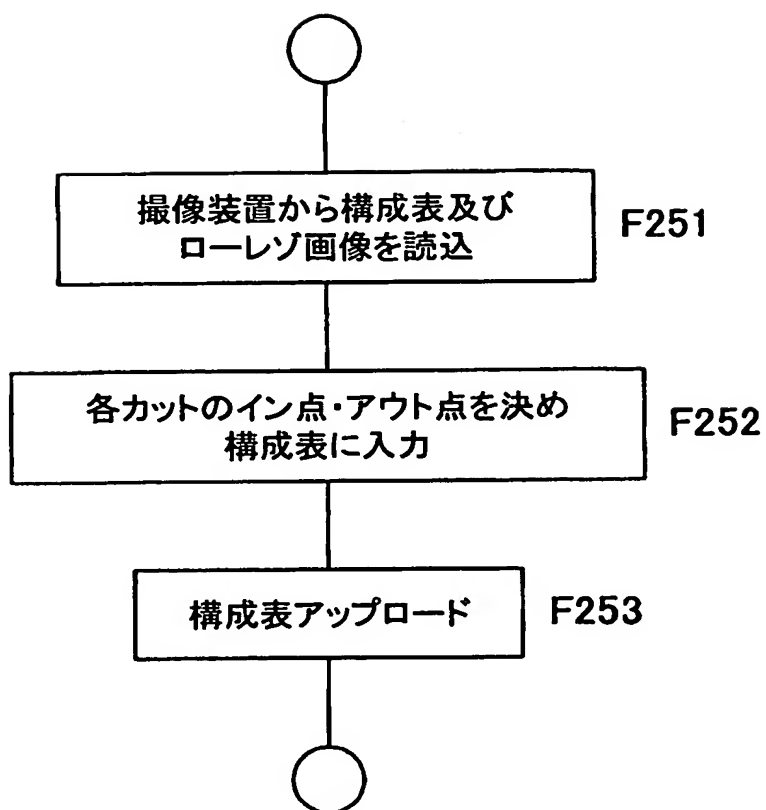 撮像装置から構成表及び
ローレゾ画像を読込
F251
各カットのイン点・アウト点を決め
構成表に入力
F252
構成表アップロード
F253